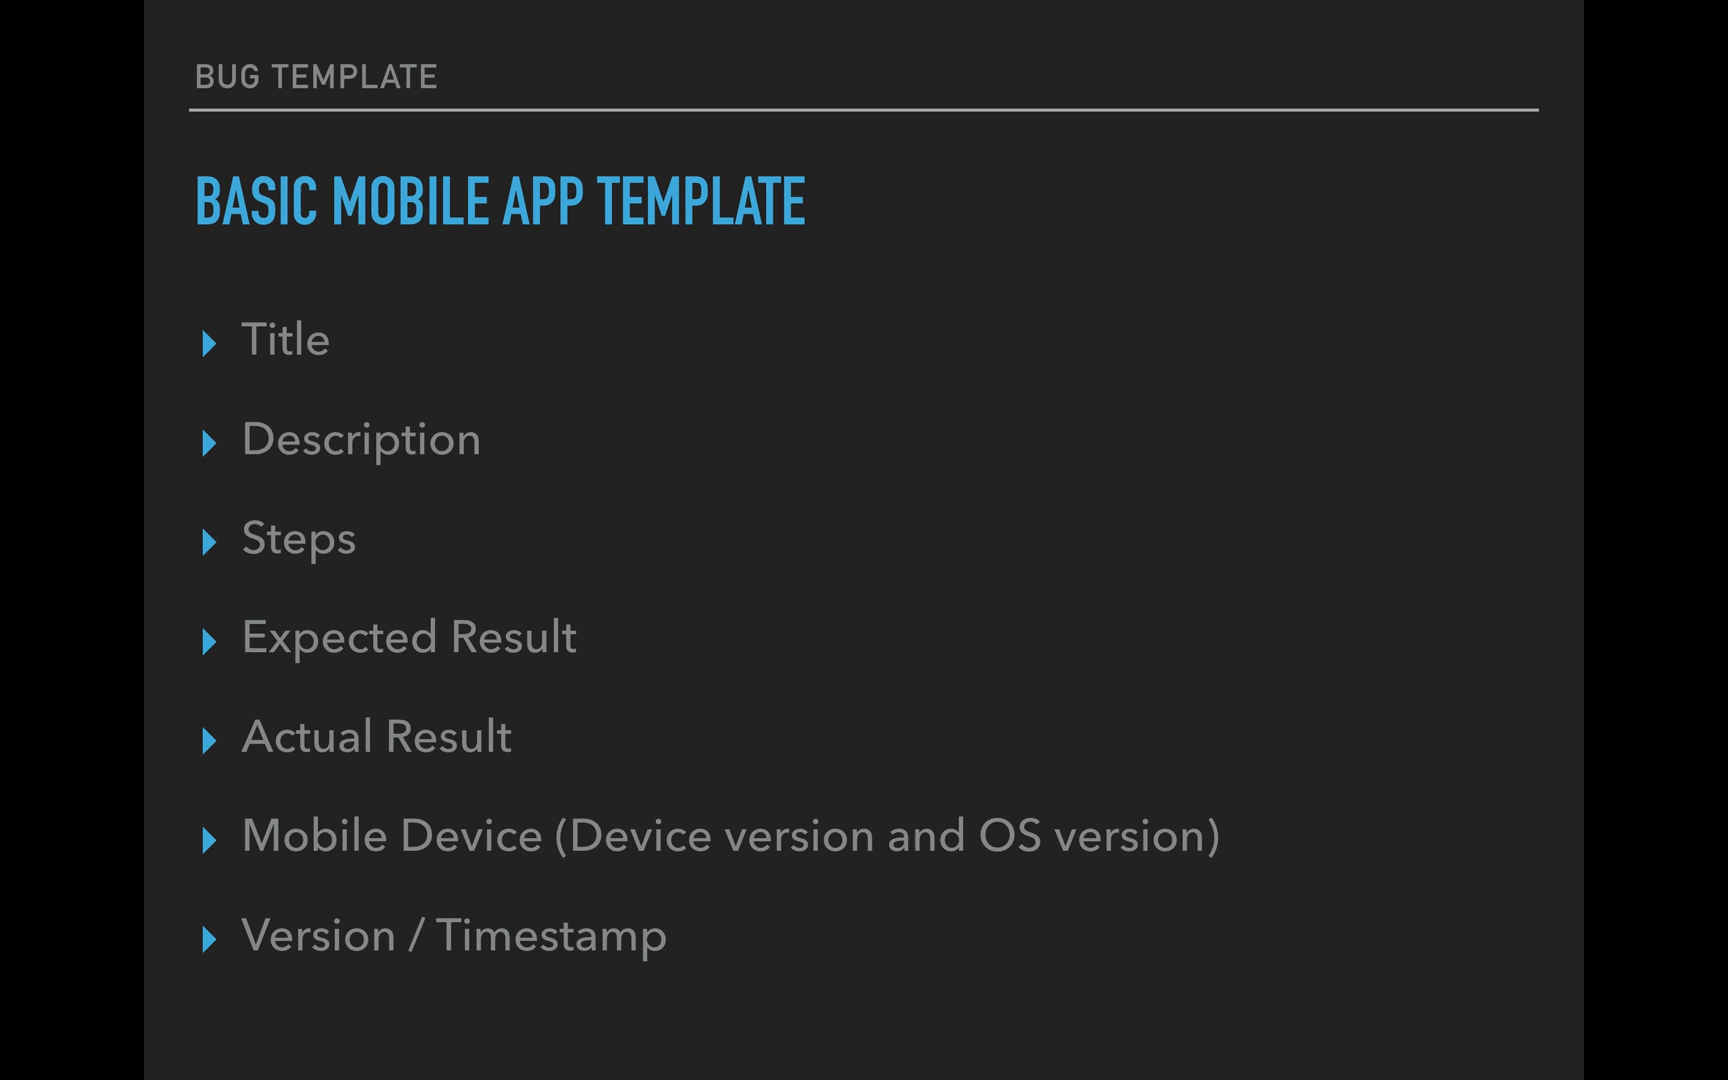 BUG TEMPLATE
BASIC MOBILE APP TEMPLATE
Title
Description
Steps
Expected Result
Actual Result
Mobile Device (Device version and OS version)
Version / Timestamp